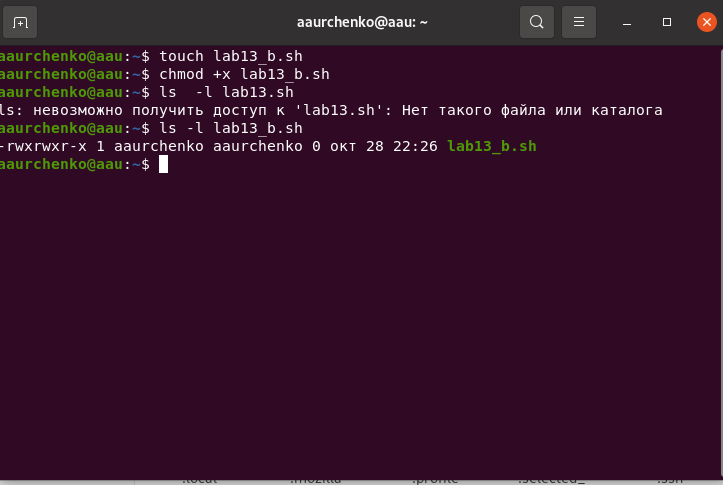 aaurchenko@aau: ~
aaurchenko@aau:~$ touch lab13_b.sh
aaurchenko@aau:~$ chmod +x lab13_b.sh
aaurchenko@aau:~$ ls  -l lab13.sh
ls: невозможно получить доступ к 'lab13.sh': Нет такого файла или каталога
aaurchenko@aau:~$ ls -l lab13_b.sh
-rwxrwxr-x 1 aaurchenko aaurchenko 0 окт 28 22:26 lab13_b.sh
aaurchenko@aau:~$
.local .mozilla .profile .selected_ .ssh